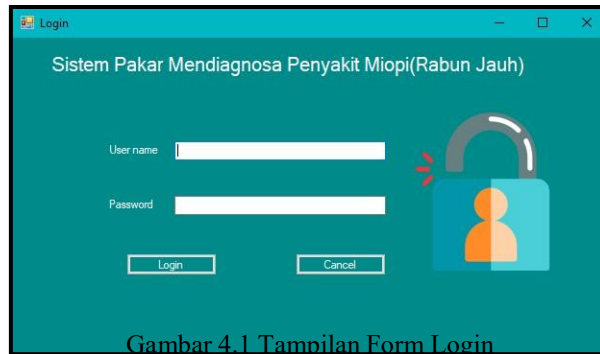 Login
Sistem Pakar Mendiagnosa Penyakit Miopi(Rabun Jauh)
User name
Password
Login Cancel
Gambar 4.1 Tampilan Form Login